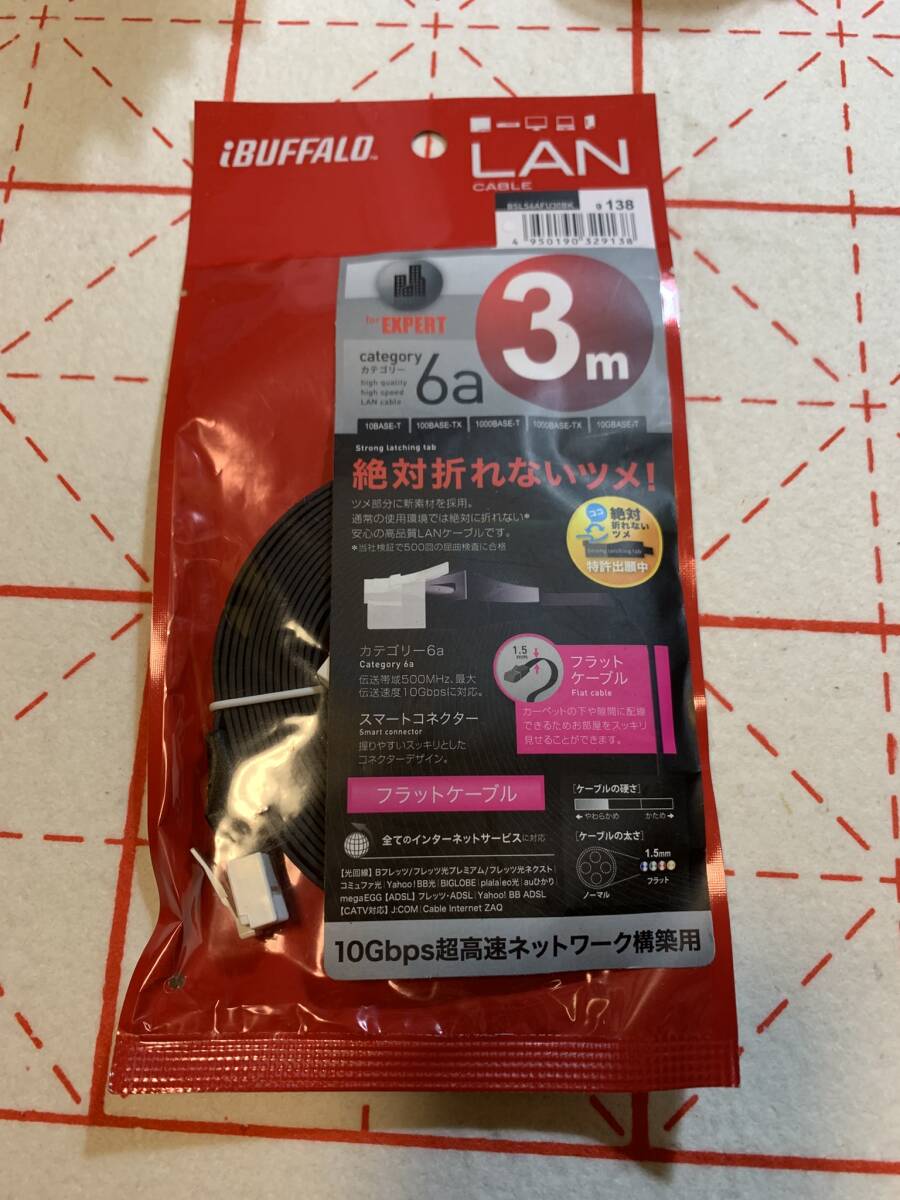 iBUFFALO™
LAN
CABLE
BSLS6AFU30BK
138
4 950190 329138
for EXPERT
3m
category
カテゴリー
high quality
high speed
LAN cable
6a
10BASE-T
100BASE-TX
1000BASE-T
1000BASE-TX
10GBASE-T
Strong latching tab
絶対折れないツメ!
ツメ部分に新素材を採用。
通常の使用環境では絶対に折れない*
安心の高品質LANケーブルです。
*当社検証で500回の屈曲検査に合格
ココ
絶対
折れない
ツメ
Strong latching tab
特許出願中
カテゴリー6a
Category 6a
伝送帯域500MHz、最大
伝送速度10Gbpsに対応。
スマートコネクター
Smart connector
握りやすいスッキリとした
コネクターデザイン。
1.5
mm
フラット
ケーブル
Flat cable
カーペットの下や隙間に配線
できるためお部屋をスッキリ
見せることができます。
フラットケーブル
[ケーブルの硬さ]
←やわらかめ かため→
全てのインターネットサービスに対応
[ケーブルの太さ]
1.5mm
ノーマル
フラット
【光回線】Bフレッツ/フレッツ光プレミアム/フレッツ光ネクスト
コミュファ光|Yahoo!BB光|BIGLOBE|plala|eo光|auひかり
megaEGG【ADSL】フレッツ・ADSL|Yahoo! BB ADSL
【CATV対応】J:COM|Cable Internet ZAQ
10Gbps超高速ネットワーク構築用